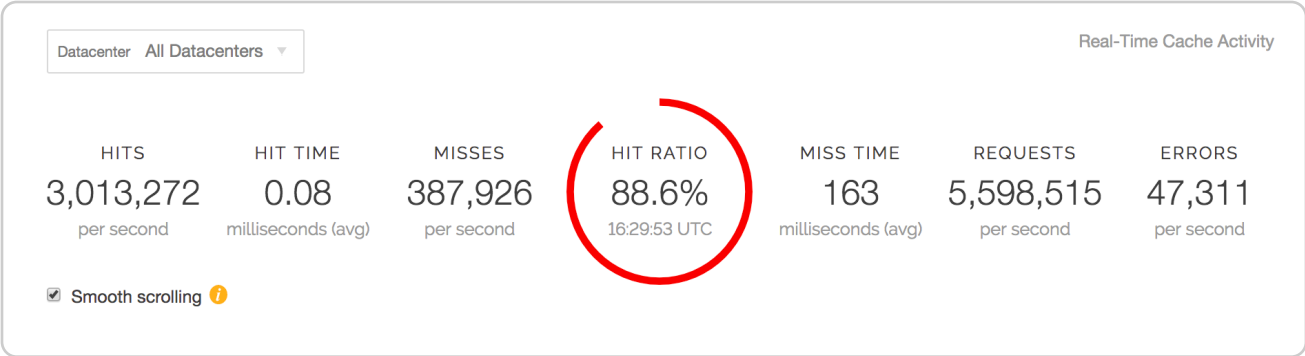 Datacenter All Datacenters
Real-Time Cache Activity
HITS
3,013,272
per second
HIT TIME
0.08
milliseconds (avg)
MISSES
387,926
per second
HIT RATIO
88.6%
16:29:53 UTC
MISS TIME
163
milliseconds (avg)
REQUESTS
5,598,515
per second
ERRORS
47,311
per second
Smooth scrolling i